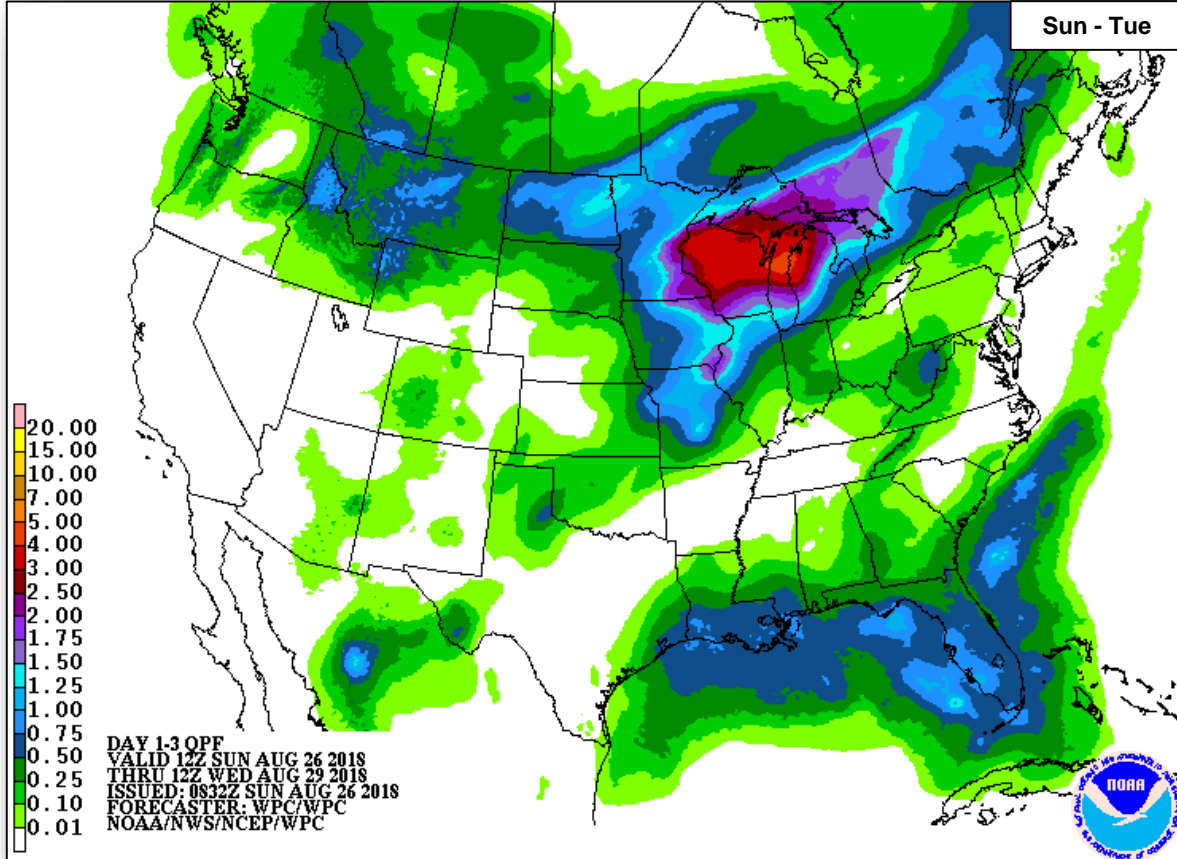 Sun - Tue
20.00
15.00
10.00
7.00
5.00
4.00
3.00
2.50
2.00
1.75
1.50
1.25
1.00
0.75
0.50
0.25
0.10
0.01
DAY 1-3 QPF
VALID 12Z SUN AUG 26 2018
THRU 12Z WED AUG 29 2018
ISSUED: 0832Z SUN AUG 26 2018
FORECASTER: WPC/WPC
NOAA/NWS/NCEP/WPC
NOAA